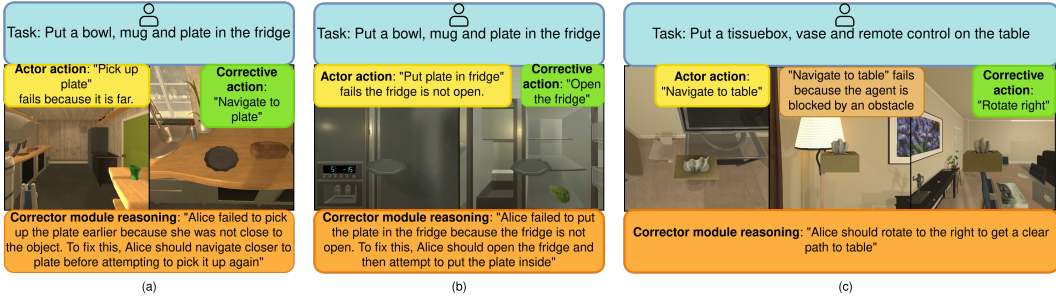 Task: Put a bowl, mug and plate in the fridge
Actor action: "Pick up
plate"
fails because it is far.
Corrective
action:
"Navigate to
plate"
Corrector module reasoning: "Alice failed to pick
up the plate earlier because she was not close to
the object. To fix this, Alice should navigate closer to
plate before attempting to pick it up again"
(a)
Task: Put a bowl, mug and plate in the fridge
Actor action: "Put plate in fridge"
fails the fridge is not open.
Corrective
action: "Open
the fridge"
Corrector module reasoning: "Alice failed to put
the plate in the fridge because the fridge is not
open. To fix this, Alice should open the fridge and
then attempt to put the plate inside"
(b)
Task: Put a tissuebox, vase and remote control on the table
Actor action:
"Navigate to table"
"Navigate to table" fails
because the agent is
blocked by an obstacle
Corrective
action:
"Rotate right"
Corrector module reasoning: "Alice should rotate to the right to get a clear
path to table"
(c)